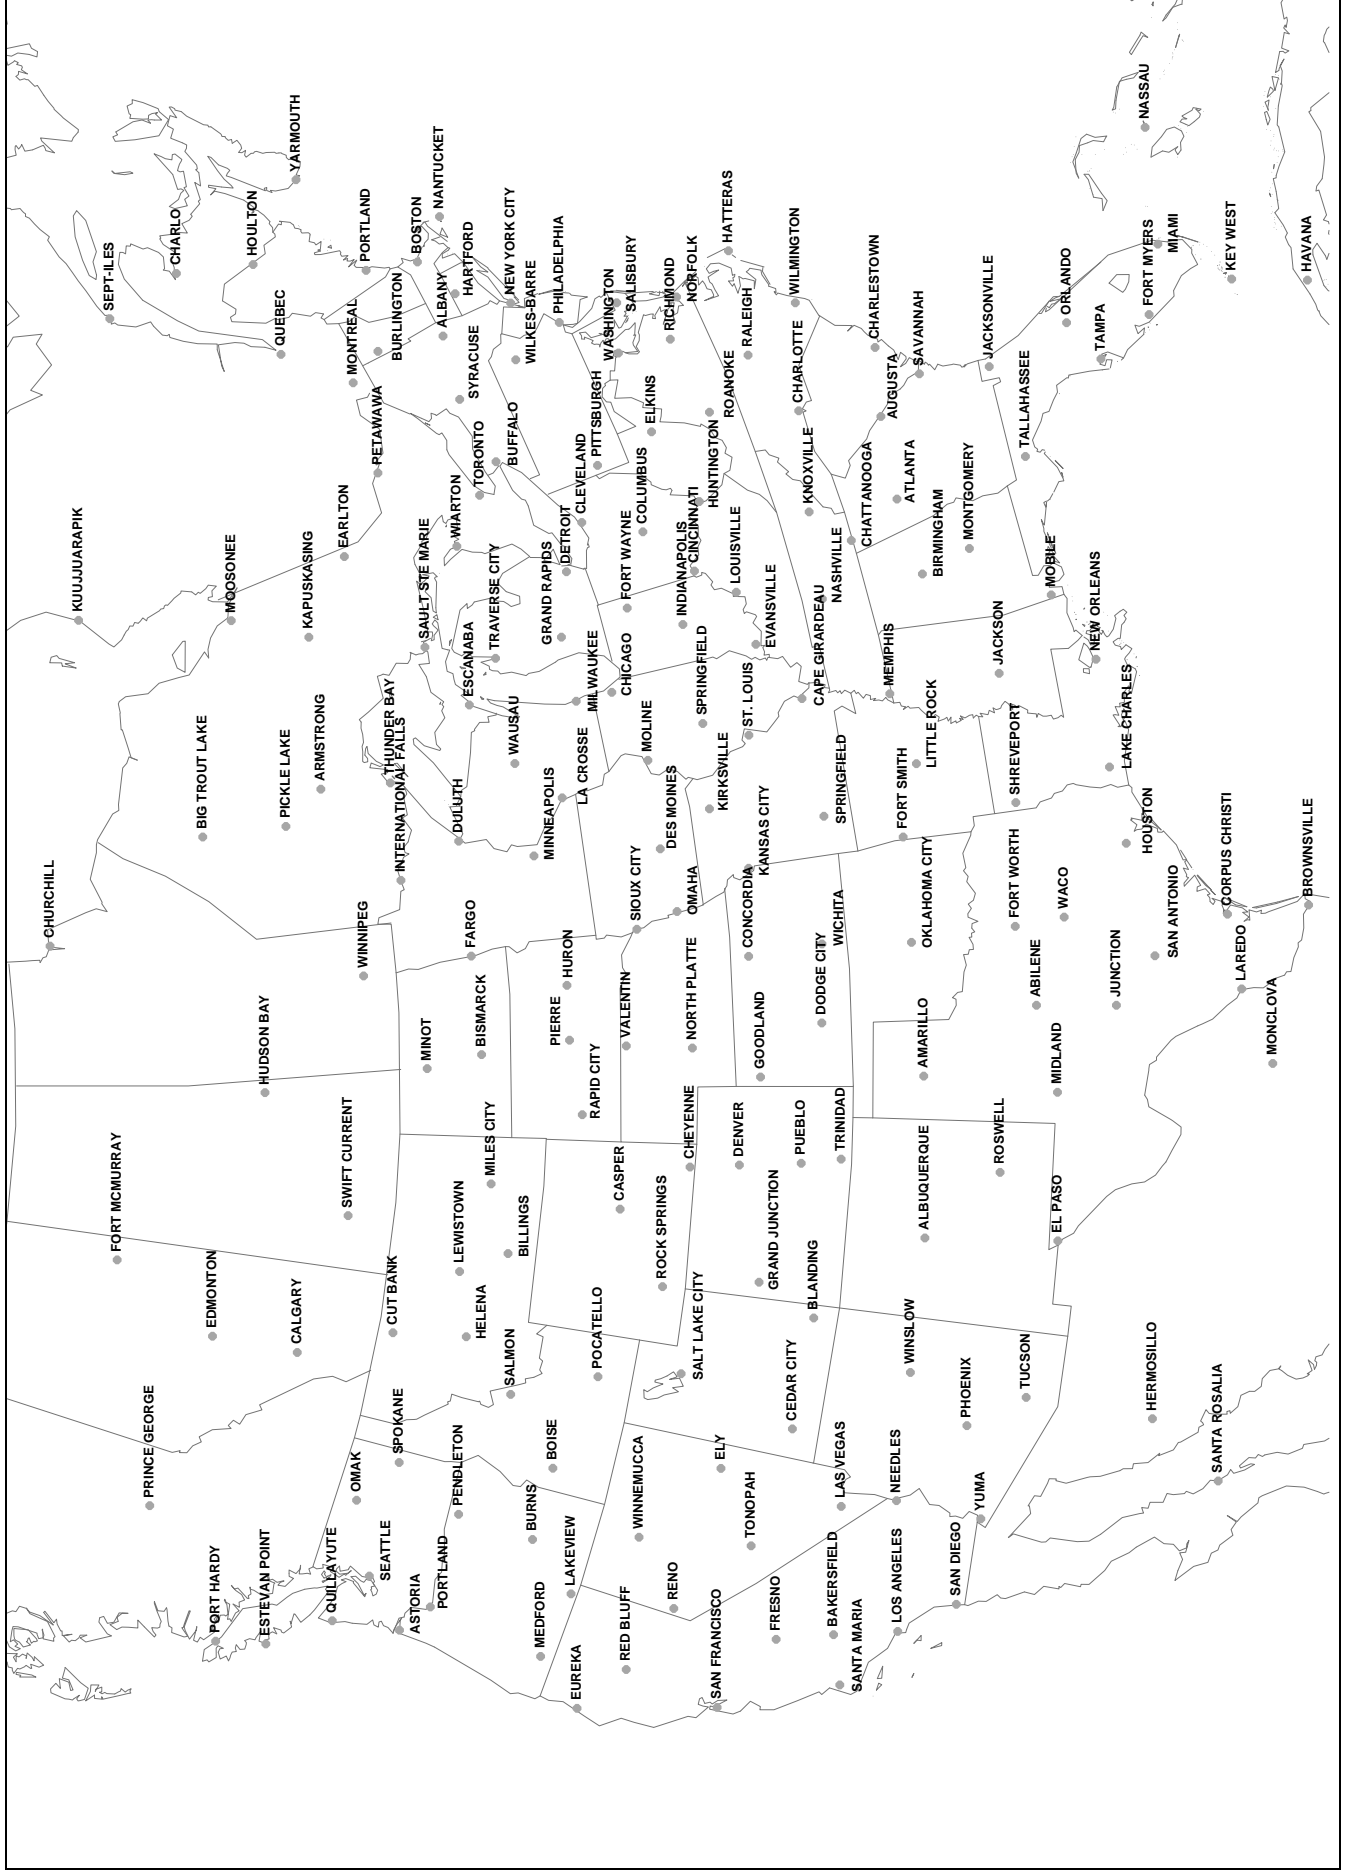 PORT HARDY
ESTEVAN POINT
QUILLAYUTE
SEATTLE
ASTORIA
PORTLAND
MEDFORD
EUREKA
RED BLUFF
SAN FRANCISCO
RENO
FRESNO
BAKERSFIELD
SANTA MARIA
LOS ANGELES
SAN DIEGO
YUMA
PRINCE GEORGE
OMAK
SPOKANE
PENDLETON
BURNS
LAKEVIEW
BOISE
WINNEMUCCA
ELY
TONOPAH
LAS VEGAS
NEEDLES
PHOENIX
TUCSON
HERMOSILLO
SANTA ROSALIA
FORT MCMURRAY
EDMONTON
CALGARY
CUT BANK
HELENA
LEWISTOWN
SALMON
BILLINGS
MILES CITY
POCATELLO
CASPER
ROCK SPRINGS
SALT LAKE CITY
CEDAR CITY
GRAND JUNCTION
BLANDING
WINSLOW
ALBUQUERQUE
EL PASO
SWIFT CURRENT
HUDSON BAY
WINNIPEG
MINOT
BISMARCK
FARGO
PIERRE
HURON
RAPID CITY
VALENTIN
NORTH PLATTE
CHEYENNE
DENVER
PUEBLO
TRINIDAD
GOODLAND
DODGE CITY
WICHITA
CONCORDIA
AMARILLO
ROSWELL
MIDLAND
ABILENE
JUNCTION
SAN ANTONIO
LAREDO
MONCLOVA
CHURCHILL
BIG TROUT LAKE
PICKLE LAKE
ARMSTRONG
THUNDER BAY
INTERNATIONAL FALLS
DULUTH
MINNEAPOLIS
LA CROSSE
SIOUX CITY
OMAHA
DES MOINES
MOLINE
KIRKSVILLE
KANSAS CITY
SPRINGFIELD
FORT SMITH
OKLAHOMA CITY
LITTLE ROCK
FORT WORTH
WACO
SHREVEPORT
HOUSTON
LAKE CHARLES
CORPUS CHRISTI
BROWNSVILLE
KUUJJUARAPIK
MOOSONEE
KAPUSKASING
EARLTON
SAULT STE MARIE
WIARTON
ESCANABA
TRAVERSE CITY
WAUSAU
GRAND RAPIDS
DETROIT
MILWAUKEE
CHICAGO
FORT WAYNE
INDIANAPOLIS
CINCINNATI
COLUMBUS
CLEVELAND
SPRINGFIELD
ST. LOUIS
LOUISVILLE
EVANSVILLE
CAPE GIRARDEAU
NASHVILLE
MEMPHIS
JACKSON
NEW ORLEANS
MOBILE
BIRMINGHAM
MONTGOMERY
ATLANTA
CHATTANOOGA
KNOXVILLE
HUNTINGTON
SEPT-ILES
CHARLO
HOULTON
YARMOUTH
QUEBEC
MONTREAL
PETAWAWA
BURLINGTON
PORTLAND
BOSTON
NANTUCKET
HARTFORD
ALBANY
SYRACUSE
TORONTO
BUFFALO
NEW YORK CITY
WILKES-BARRE
PHILADELPHIA
PITTSBURGH
WASHINGTON
SALISBURY
ELKINS
RICHMOND
NORFOLK
HATTERAS
ROANOKE
RALEIGH
WILMINGTON
CHARLOTTE
CHARLESTOWN
AUGUSTA
SAVANNAH
JACKSONVILLE
TALLAHASSEE
ORLANDO
TAMPA
FORT MYERS
MIAMI
KEY WEST
NASSAU
HAVANA